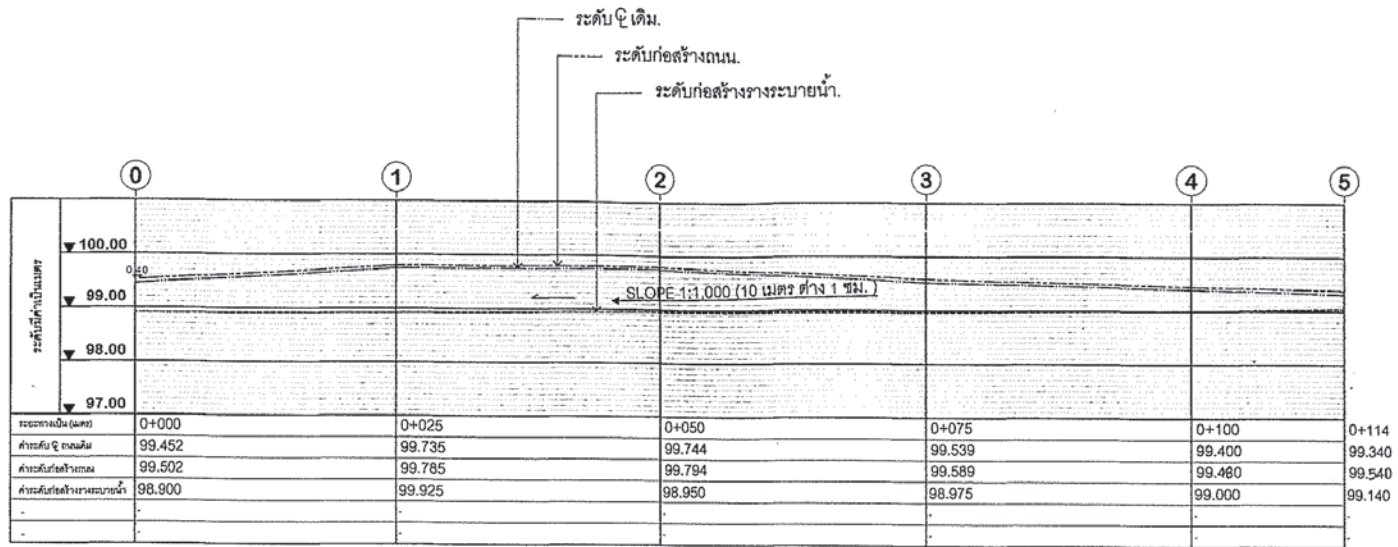 ระดับ ℄ เดิม.
ระดับก่อสร้างถนน.
ระดับก่อสร้างรางระบายน้ำ.
0 1 2 3 4 5
ระดับมีค่าเป็นเมตร
100.00
0.40
99.00
SLOPE 1:1,000 (10 เมตร ต่าง 1 ซม. )
98.00
97.00
ระยะทางเป็น (เมตร) 0+000 0+025 0+050 0+075 0+100 0+114
ค่าระดับ ℄ ถนนเดิม 99.452 99.735 99.744 99.539 99.400 99.340
ค่าระดับก่อสร้างถนน 99.502 99.785 99.794 99.589 99.480 99.540
ค่าระดับก่อสร้างรางระบายน้ำ 98.900 99.925 98.950 98.975 99.000 99.140
- - - - - - -
- - - - - - -